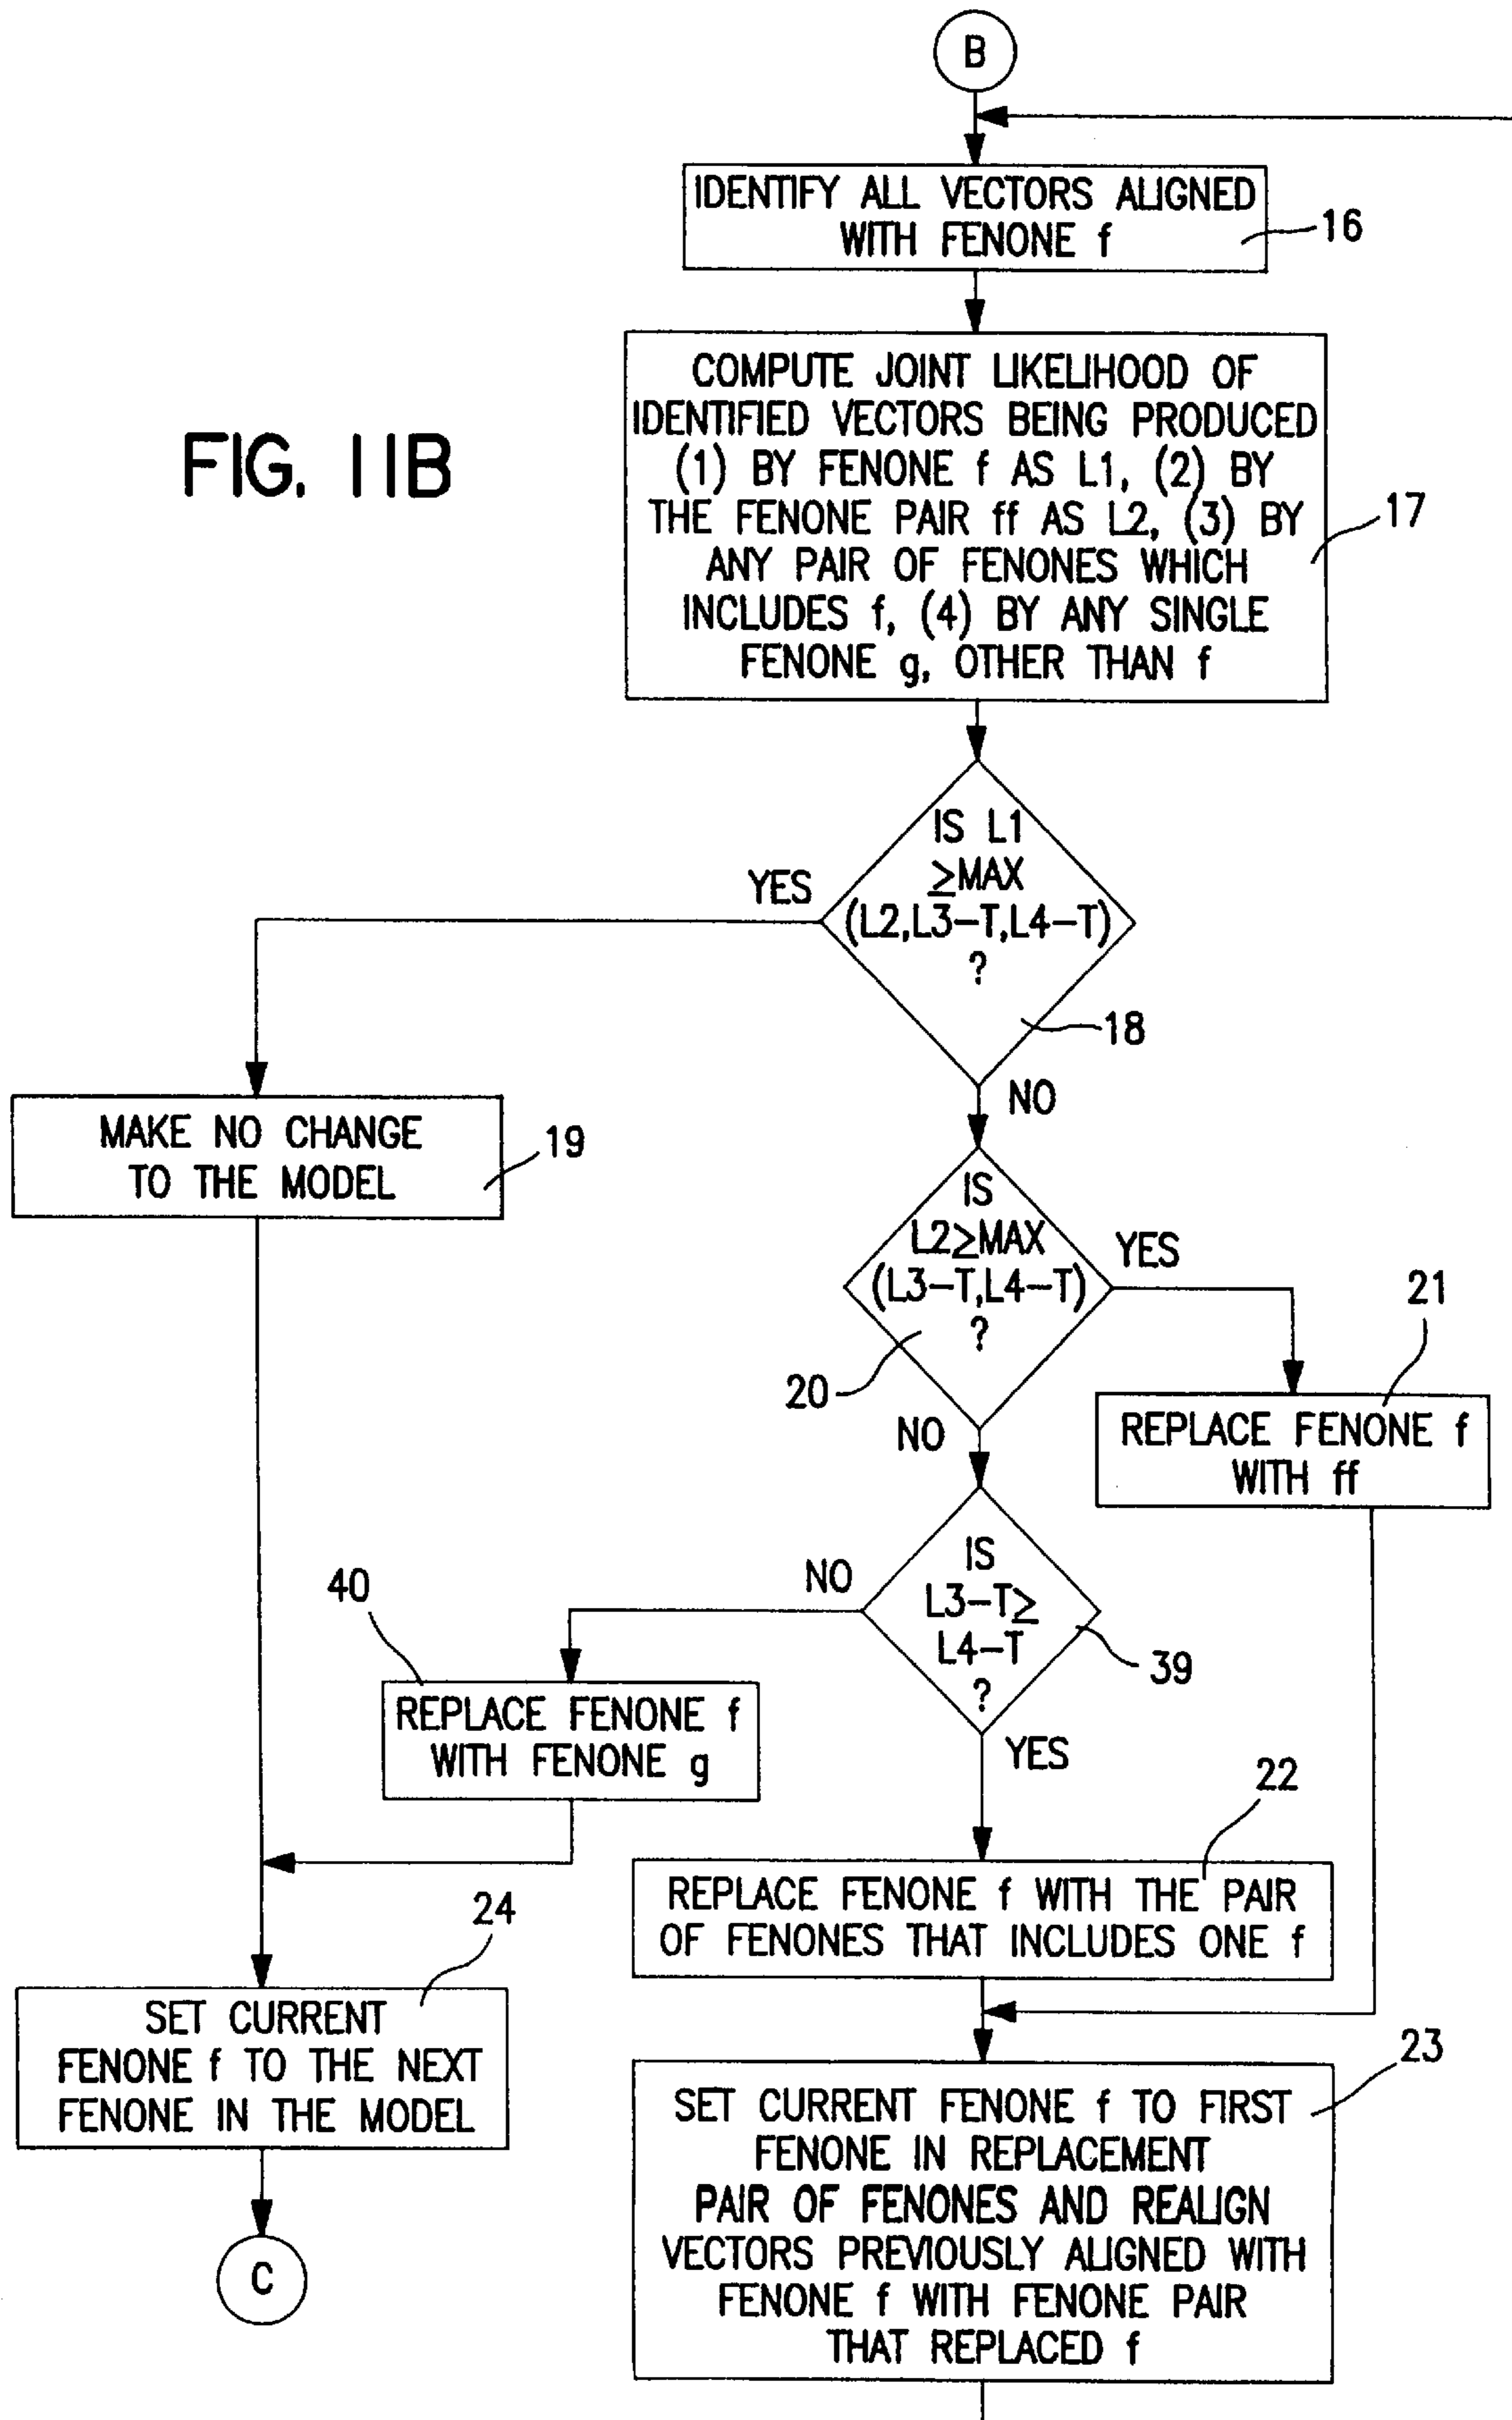 B
IDENTIFY ALL VECTORS ALIGNED
WITH FENONE f
16
FIG. 11B
COMPUTE JOINT LIKELIHOOD OF
IDENTIFIED VECTORS BEING PRODUCED
(1) BY FENONE f AS L1, (2) BY
THE FENONE PAIR ff AS L2, (3) BY
ANY PAIR OF FENONES WHICH
INCLUDES f, (4) BY ANY SINGLE
FENONE g, OTHER THAN f
17
IS L1
≥MAX
(L2,L3-T,L4-T)
?
YES
18
NO
MAKE NO CHANGE
TO THE MODEL
19
IS
L2≥MAX
(L3-T,L4-T)
?
YES
20
NO
21
REPLACE FENONE f
WITH ff
IS
L3-T≥
L4-T
?
NO
39
YES
40
REPLACE FENONE f
WITH FENONE g
22
REPLACE FENONE f WITH THE PAIR
OF FENONES THAT INCLUDES ONE f
24
SET CURRENT
FENONE f TO THE NEXT
FENONE IN THE MODEL
C
23
SET CURRENT FENONE f TO FIRST
FENONE IN REPLACEMENT
PAIR OF FENONES AND REALIGN
VECTORS PREVIOUSLY ALIGNED WITH
FENONE f WITH FENONE PAIR
THAT REPLACED f